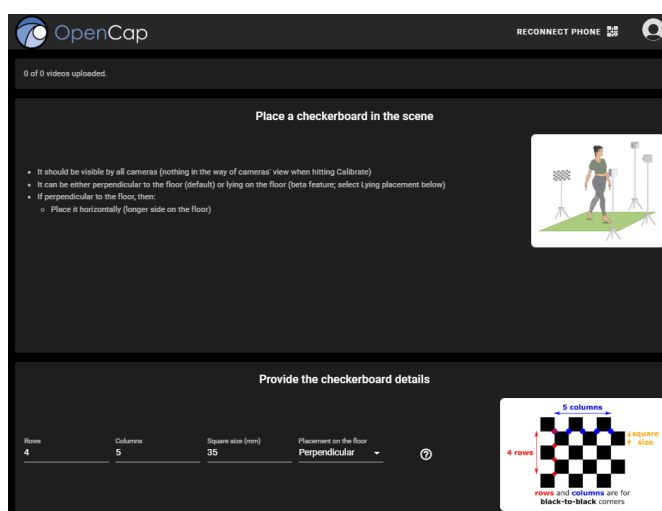 OpenCap
RECONNECT PHONE
0 of 0 videos uploaded.
Place a checkerboard in the scene
It should be visible by all cameras (nothing in the way of cameras' view when hitting Calibrate)
It can be either perpendicular to the floor (default) or lying on the floor (beta feature; select Lying placement below)
If perpendicular to the floor, then:
Place it horizontally (longer side on the floor)
Provide the checkerboard details
Rows
4
Columns
5
Square size (mm)
35
Placement on the floor
Perpendicular
5 columns
square
size
4 rows
rows and columns are for
black-to-black corners